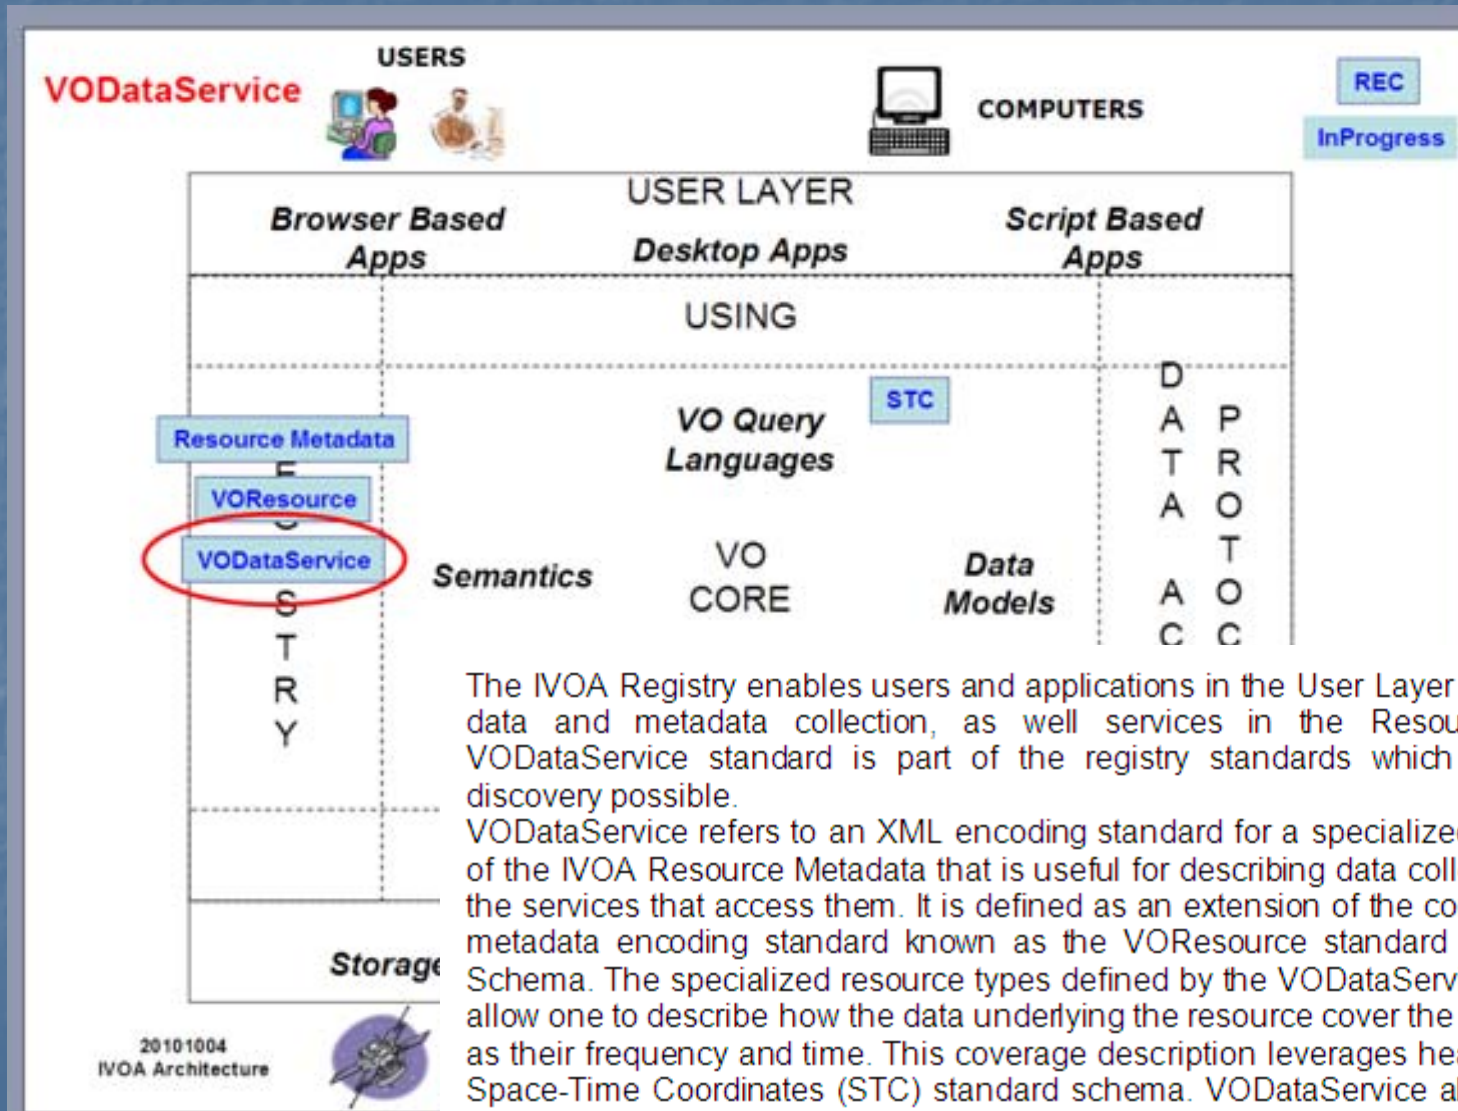 VODataService
USERS
COMPUTERS
REC
InProgress
USER LAYER
Browser Based
Apps
Desktop Apps
Script Based
Apps
USING
STC
VO Query
Languages
Resource Metadata
VOResource
VODataService
S
T
R
Y
Semantics
VO
CORE
Data
Models
D
A
T
A
A
C
P
R
O
T
O
C
Storage
20101004
IVOA Architecture
The IVOA Registry enables users and applications in the User Layer
data and metadata collection, as well services in the
VODataService standard is part of the registry standards which
discovery possible.
VODataService refers to an XML encoding standard for a
of the IVOA Resource Metadata that is useful for describing data
the services that access them. It is defined as an extension of the
metadata encoding standard known as the VOResource standard
Schema. The specialized resource types defined by the
allow one to describe how the data underlying the resource cover the
as their frequency and time. This coverage description leverages
Space-Time Coordinates (STC) standard schema. VODataService